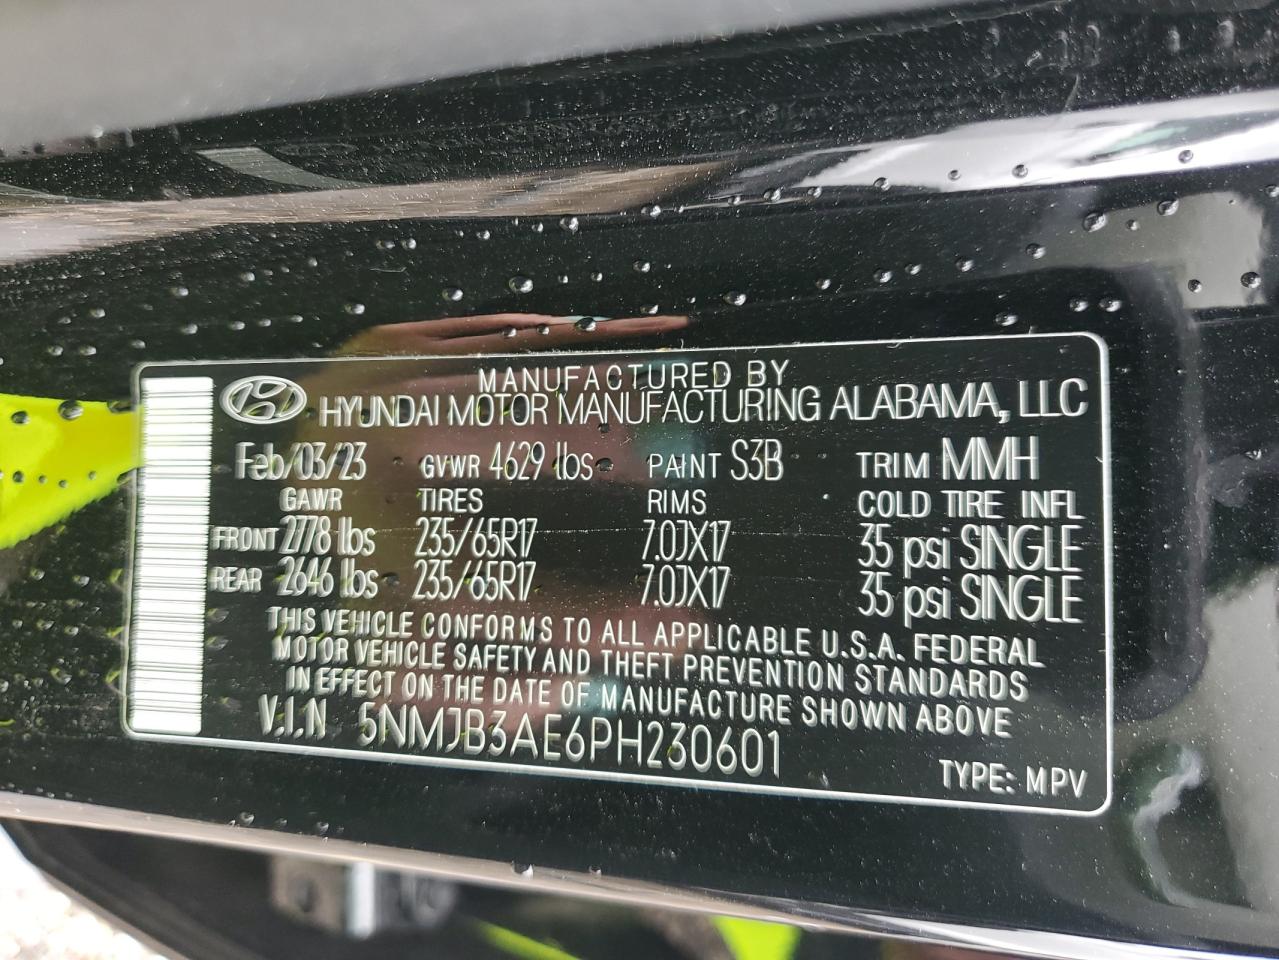 MANUFACTURED BY
HYUNDAI MOTOR MANUFACTURING ALABAMA, LLC
Feb/03/23 GVWR 4629 lbs PAINT S3B TRIM MMH
GAWR TIRES RIMS COLD TIRE INFL
FRONT 2778 lbs 235/65R17 7.0JX17 35 psi SINGLE
REAR 2646 lbs 235/65R17 7.0JX17 35 psi SINGLE
THIS VEHICLE CONFORMS TO ALL APPLICABLE U.S.A. FEDERAL
MOTOR VEHICLE SAFETY AND THEFT PREVENTION STANDARDS
IN EFFECT ON THE DATE OF MANUFACTURE SHOWN ABOVE
V.I.N 5NMJB3AE6PH230601
TYPE: MPV